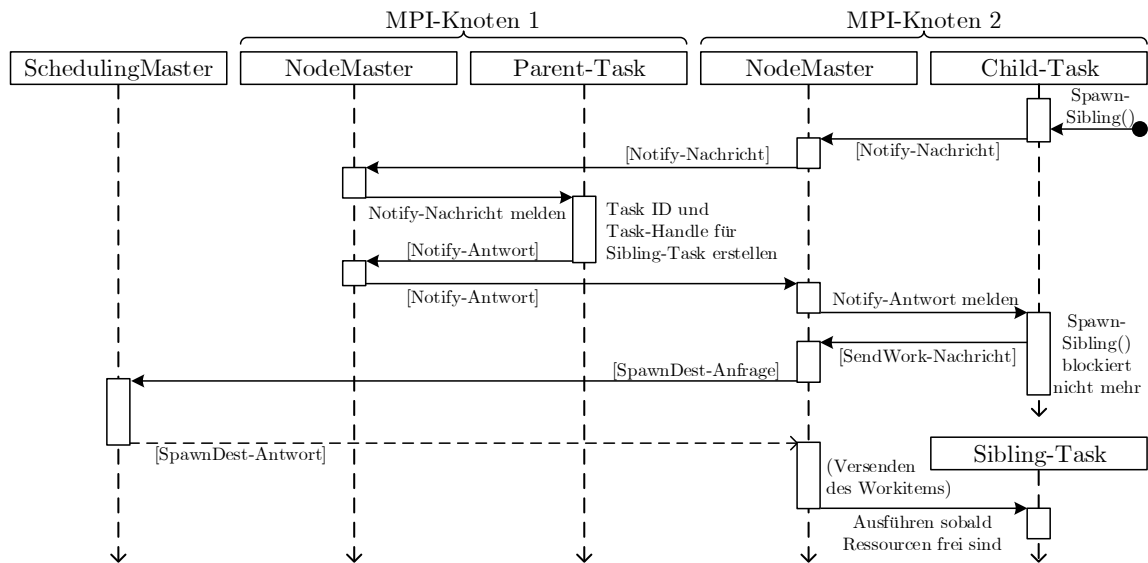 MPI-Knoten 1
MPI-Knoten 2
SchedulingMaster
NodeMaster
Parent-Task
NodeMaster
Child-Task
Spawn-
Sibling()
[Notify-Nachricht]
[Notify-Nachricht]
Notify-Nachricht melden
Task ID und
Task-Handle für
Sibling-Task erstellen
[Notify-Antwort]
[Notify-Antwort]
Notify-Antwort melden
Spawn-
Sibling()
blockiert
nicht mehr
[SendWork-Nachricht]
[SpawnDest-Anfrage]
[SpawnDest-Antwort]
Sibling-Task
(Versenden
des Workitems)
Ausführen sobald
Ressourcen frei sind